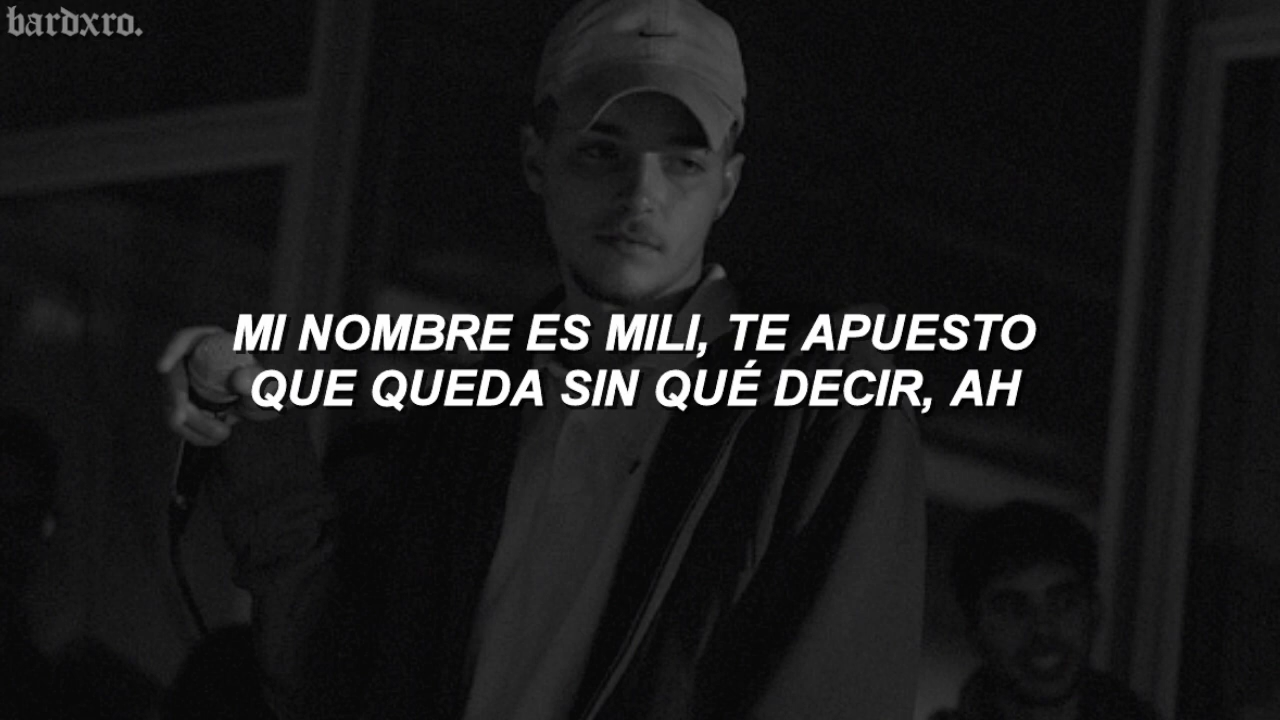 bardxro.
MI NOMBRE ES MILI, TE APUESTO
QUE QUEDA SIN QUÉ DECIR, AH